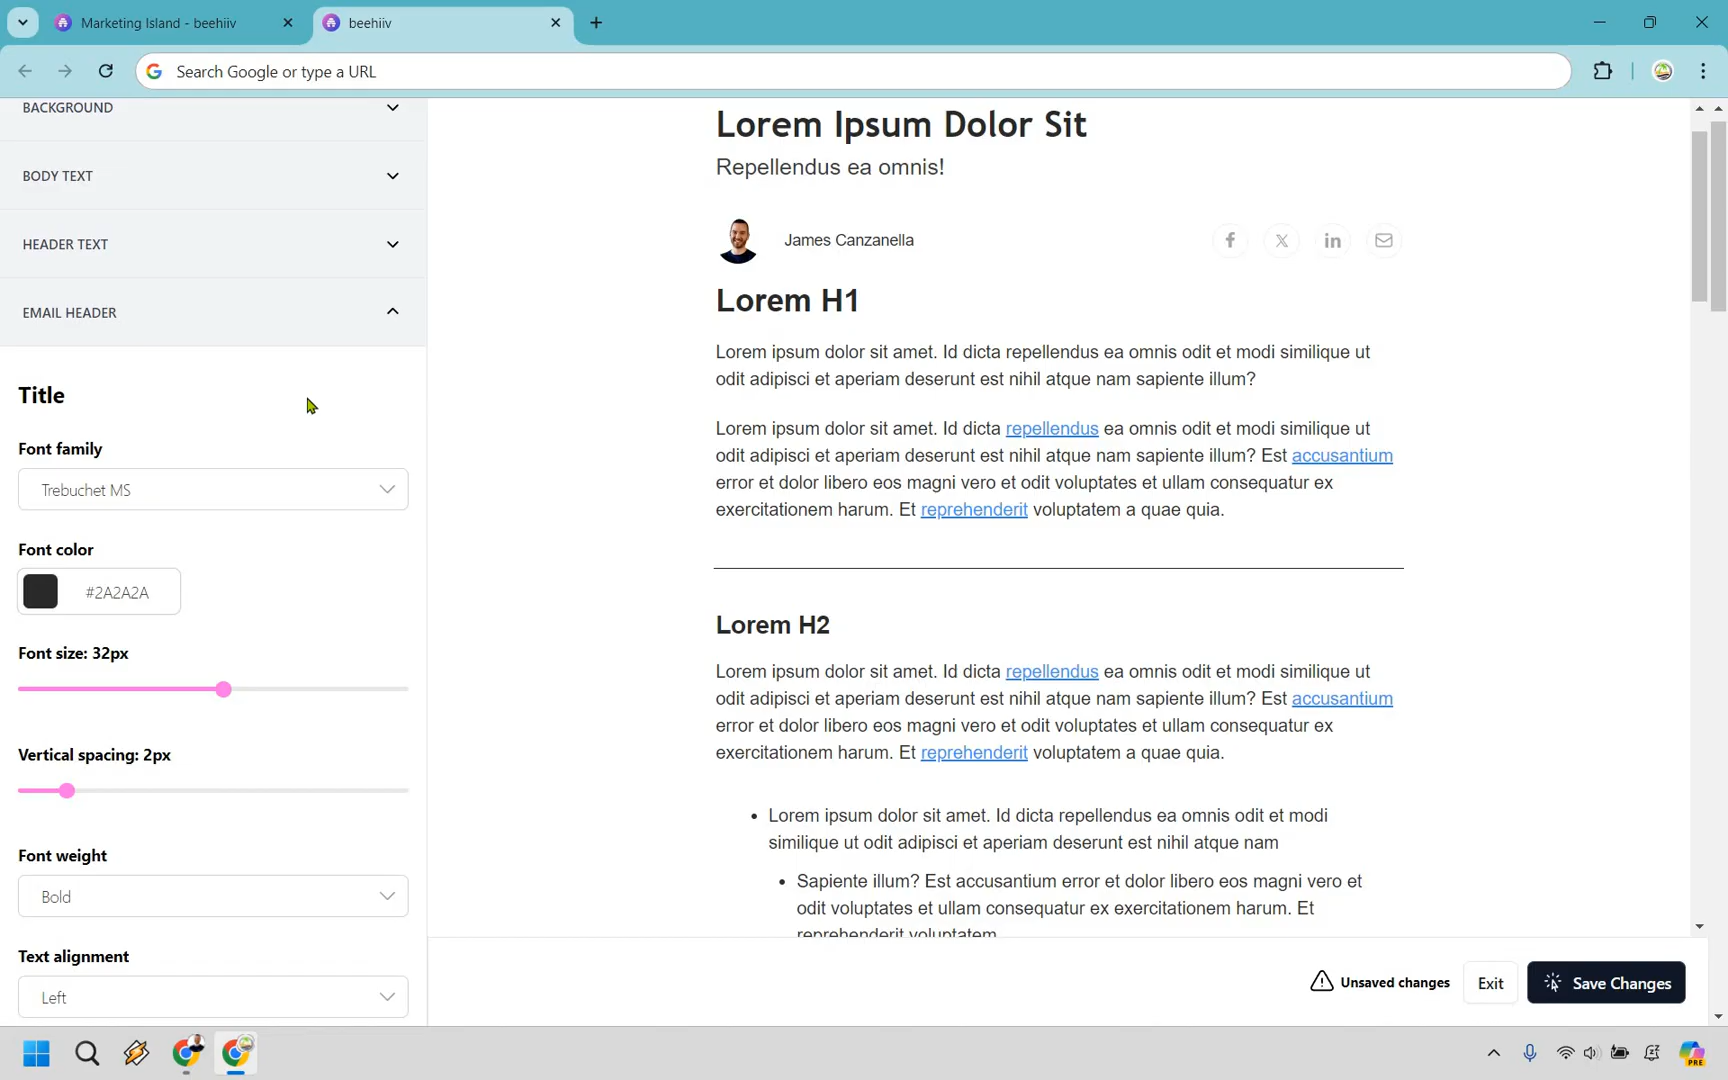 Marketing Island - beehiiv
beehiiv
Search Google or type a URL
BACKGROUND
BODY TEXT
HEADER TEXT
EMAIL HEADER
Title
Font family
Trebuchet MS
Font color
#2A2A2A
Font size: 32px
Vertical spacing: 2px
Font weight
Bold
Text alignment
Left
Lorem Ipsum Dolor Sit
Repellendus ea omnis!
James Canzanella
Lorem H1
Lorem ipsum dolor sit amet. Id dicta repellendus ea omnis odit et modi similique ut
odit adipisci et aperiam deserunt est nihil atque nam sapiente illum?
Lorem ipsum dolor sit amet. Id dicta repellendus ea omnis odit et modi similique ut
odit adipisci et aperiam deserunt est nihil atque nam sapiente illum? Est accusantium
error et dolor libero eos magni vero et odit voluptates et ullam consequatur ex
exercitationem harum. Et reprehenderit voluptatem a quae quia.
Lorem H2
Lorem ipsum dolor sit amet. Id dicta repellendus ea omnis odit et modi similique ut
odit adipisci et aperiam deserunt est nihil atque nam sapiente illum? Est accusantium
error et dolor libero eos magni vero et odit voluptates et ullam consequatur ex
exercitationem harum. Et reprehenderit voluptatem a quae quia.
• Lorem ipsum dolor sit amet. Id dicta repellendus ea omnis odit et modi
similique ut odit adipisci et aperiam deserunt est nihil atque nam
• Sapiente illum? Est accusantium error et dolor libero eos magni vero et
odit voluptates et ullam consequatur ex exercitationem harum. Et
reprehenderit voluptatem
Unsaved changes
Exit
Save Changes
PRE